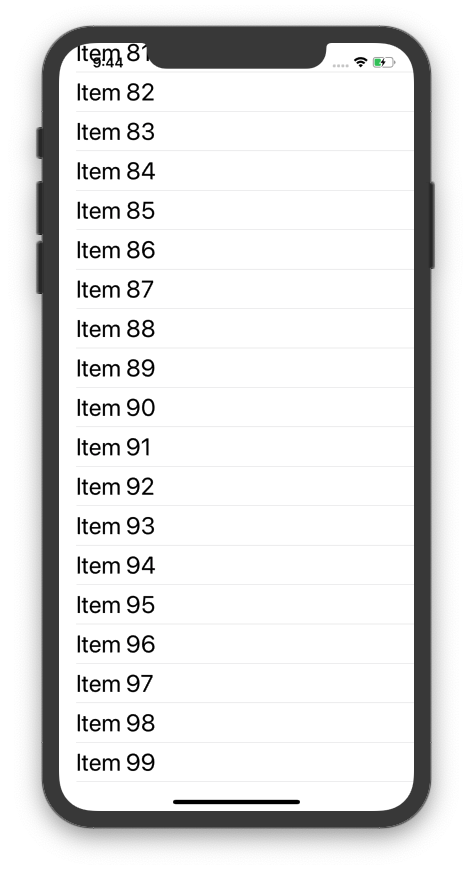 Item 81
9:44
Item 82
Item 83
Item 84
Item 85
Item 86
Item 87
Item 88
Item 89
Item 90
Item 91
Item 92
Item 93
Item 94
Item 95
Item 96
Item 97
Item 98
Item 99